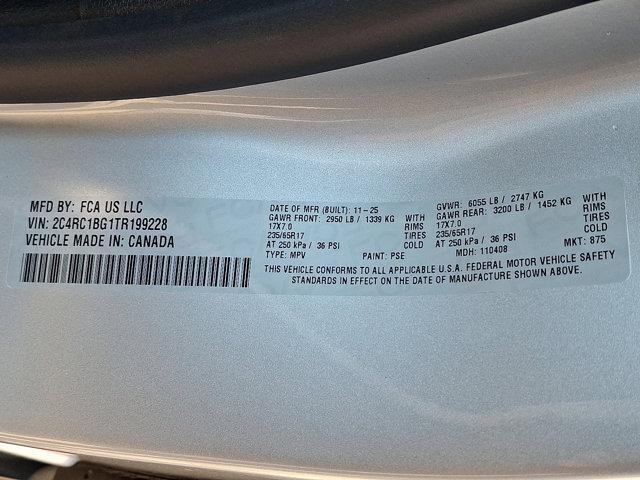 MFD BY: FCA US LLC
VIN: 2C4RC1BG1TR199228
VEHICLE MADE IN: CANADA
DATE OF MFR (BUILT): 11-25
GAWR FRONT: 2950 LB / 1339 KG WITH
17X7.0 RIMS
235/65R17 TIRES
AT 250 kPa / 36 PSI COLD
TYPE: MPV PAINT: PSE
GVWR: 6055 LB / 2747 KG
GAWR REAR: 3200 LB / 1452 KG WITH
17X7.0 RIMS
235/65R17 TIRES
AT 250 kPa / 36 PSI COLD
MDH: 110408 MKT: 875
THIS VEHICLE CONFORMS TO ALL APPLICABLE U.S.A. FEDERAL MOTOR VEHICLE SAFETY
STANDARDS IN EFFECT ON THE DATE OF MANUFACTURE SHOWN ABOVE.